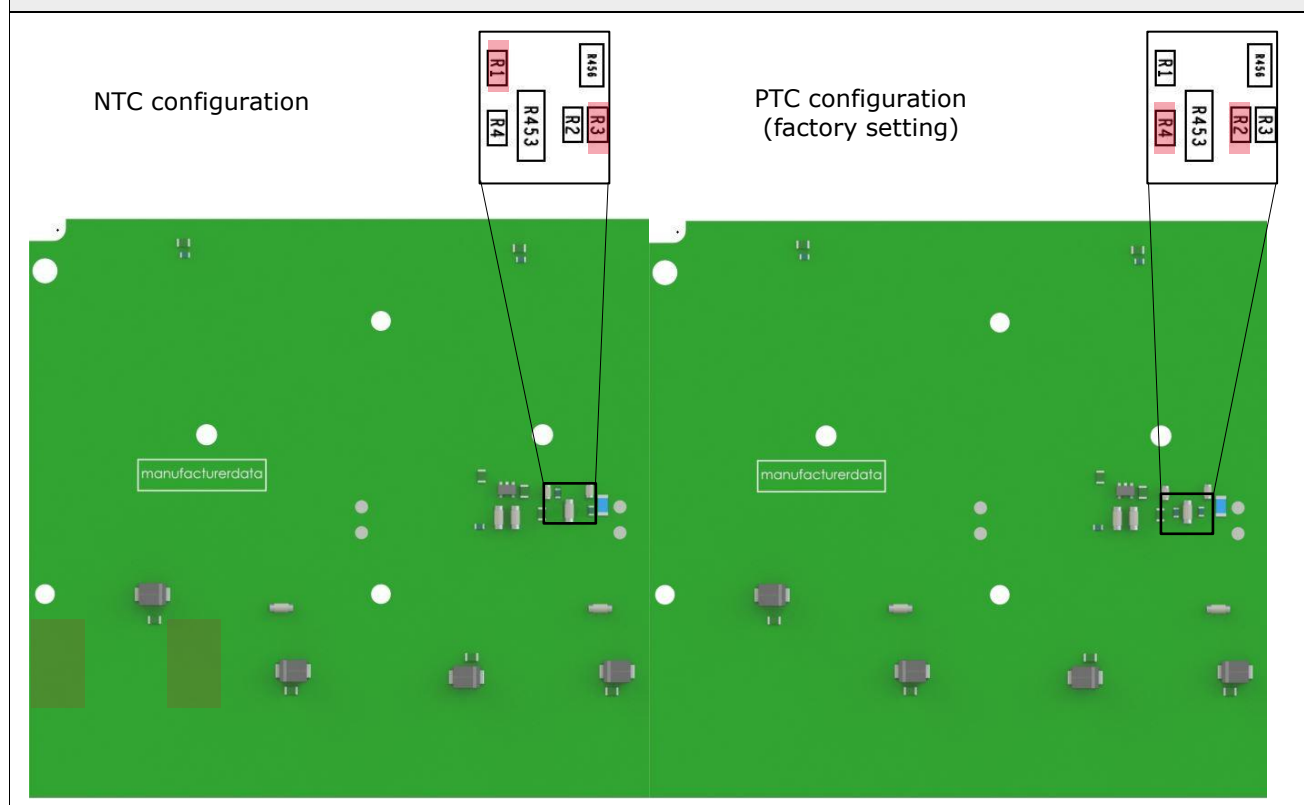 NTC configuration
R1
R456
R4
R453
R2
R3
PTC configuration
(factory setting)
R1
R456
R4
R453
R2
R3
manufacturerdata
manufacturerdata